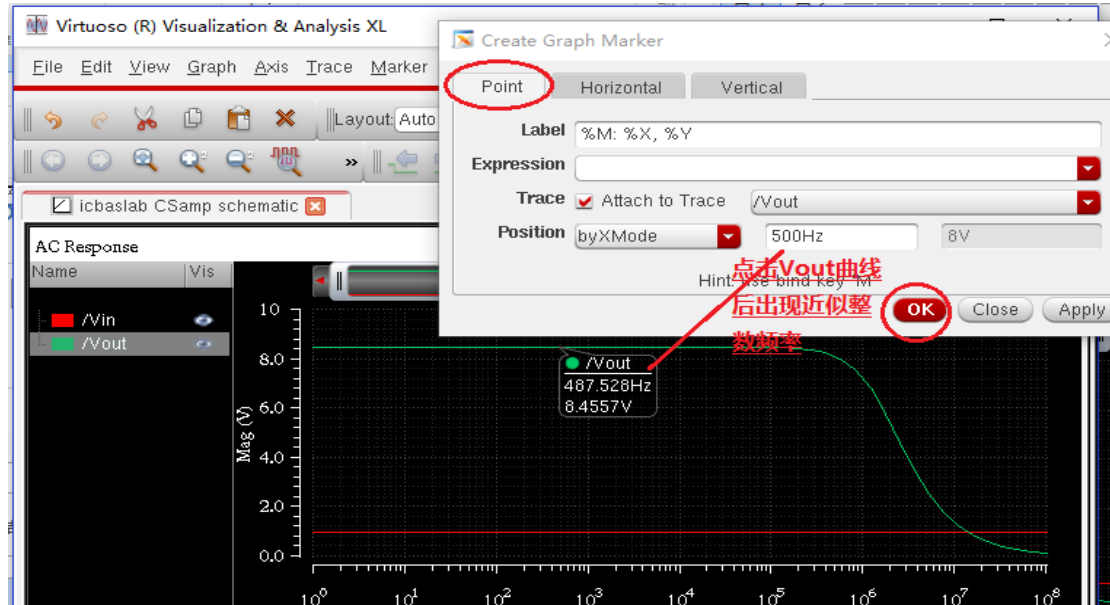 Virtuoso (R) Visualization & Analysis XL
File Edit View Graph Axis Trace Marker
Layout: Auto
»
icbaslab CSamp schematic
AC Response
Name Vis
/Vin
/Vout
Create Graph Marker
Point Horizontal Vertical
Label %M: %X, %Y
Expression
Trace Attach to Trace /Vout
Position byXMode 500Hz 8V
Hint: use bind key 'M'
OK Close Apply
点击Vout曲线
后出现近似整
数频率
/Vout
487.528Hz
8.4557V
Mag (V)
10
8.0
6.0
4.0
2.0
0.0
10^0 10^1 10^2 10^3 10^4 10^5 10^6 10^7 10^8